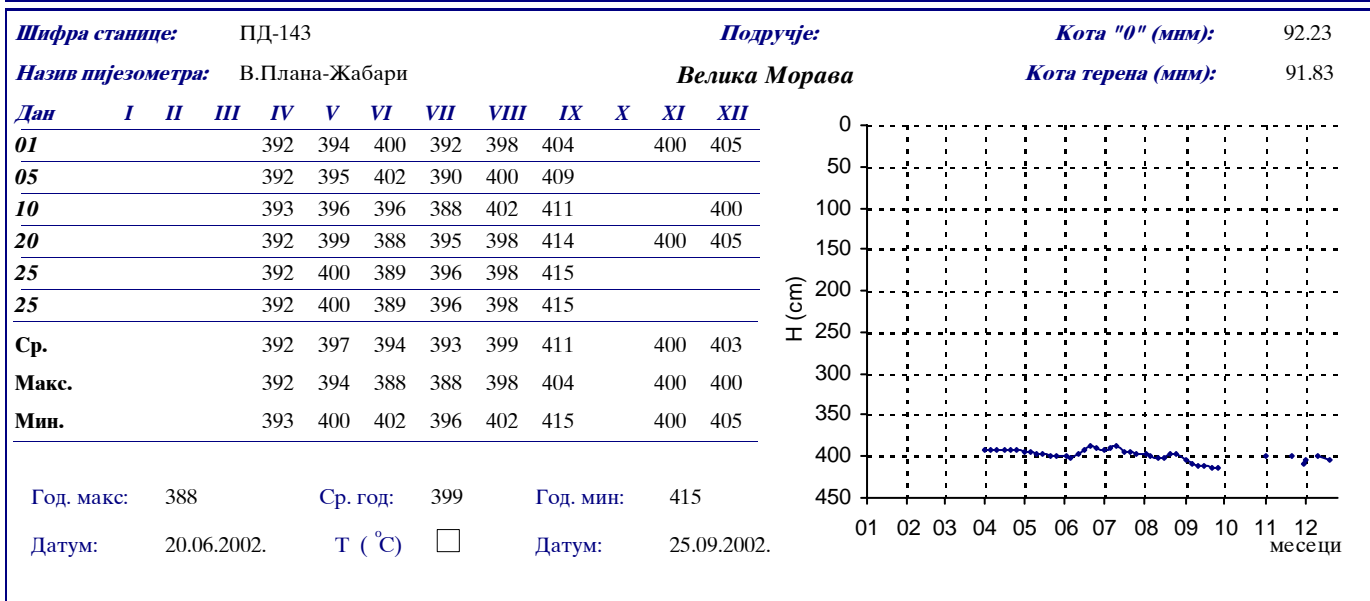 Шифра станице: ПД-143 Подручје: Кота "0" (мнм): 92.23
Назив пијезометра: В.Плана-Жабари Велика Морава Кота терена (мнм): 91.83
Дан I II III IV V VI VII VIII IX X XI XII
01 392 394 400 392 398 404 400 405
05 392 395 402 390 400 409
10 393 396 396 388 402 411 400
20 392 399 388 395 398 414 400 405
25 392 400 389 396 398 415
25 392 400 389 396 398 415
Ср. 392 397 394 393 399 411 400 403
Макс. 392 394 388 388 398 404 400 400
Мин. 393 400 402 396 402 415 400 405
Год. макс: 388 Ср. год: 399 Год. мин: 415
Датум: 20.06.2002. T ( °C) Датум: 25.09.2002.
0
50
100
150
200
250
300
350
400
450
H (cm)
01 02 03 04 05 06 07 08 09 10 11 12
месеци